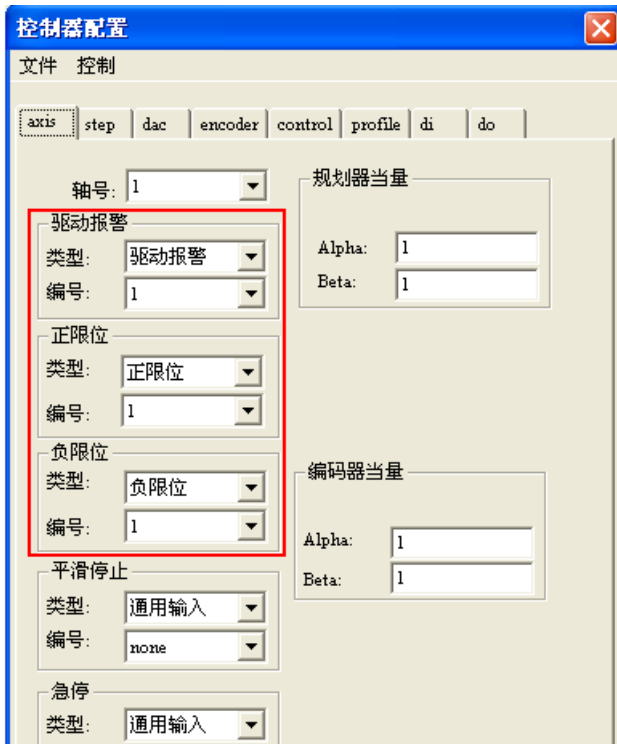 控制器配置
文件 控制
axis step dac encoder control profile di do
轴号: 1
驱动报警
类型: 驱动报警
编号: 1
正限位
类型: 正限位
编号: 1
负限位
类型: 负限位
编号: 1
平滑停止
类型: 通用输入
编号: none
急停
类型: 通用输入
规划器当量
Alpha: 1
Beta: 1
编码器当量
Alpha: 1
Beta: 1